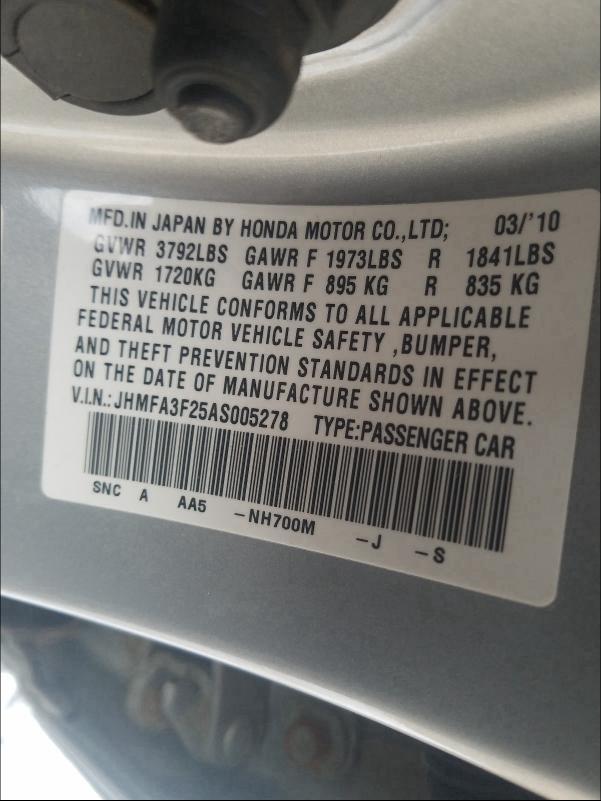 MFD.IN JAPAN BY HONDA MOTOR CO.,LTD; 03/'10
GVWR 3792LBS GAWR F 1973LBS R 1841LBS
GVWR 1720KG GAWR F 895 KG R 835 KG
THIS VEHICLE CONFORMS TO ALL APPLICABLE
FEDERAL MOTOR VEHICLE SAFETY ,BUMPER,
AND THEFT PREVENTION STANDARDS IN EFFECT
ON THE DATE OF MANUFACTURE SHOWN ABOVE.
V.I.N.:JHMFA3F25AS005278 TYPE:PASSENGER CAR
SNC A AA5 -NH700M -J -S